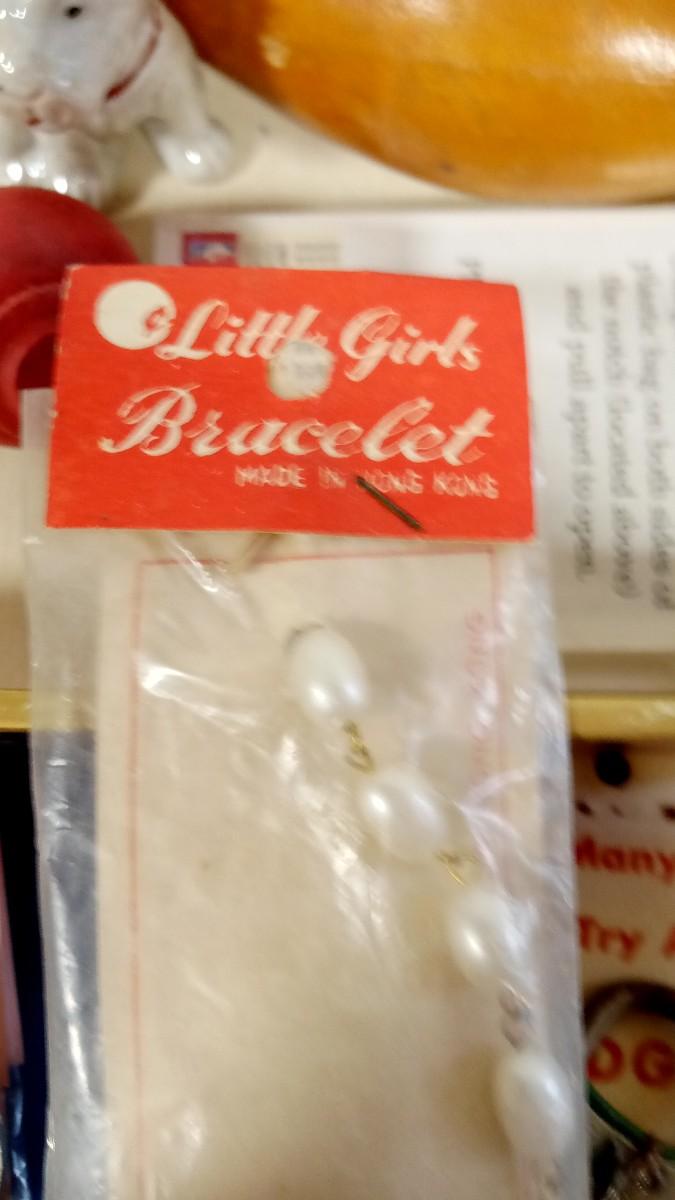 Little Girls
Bracelet
MADE IN HONG KONG
plastic bag on both sides of
the notch (located above)
and pull apart to open.
Many
Try
OG